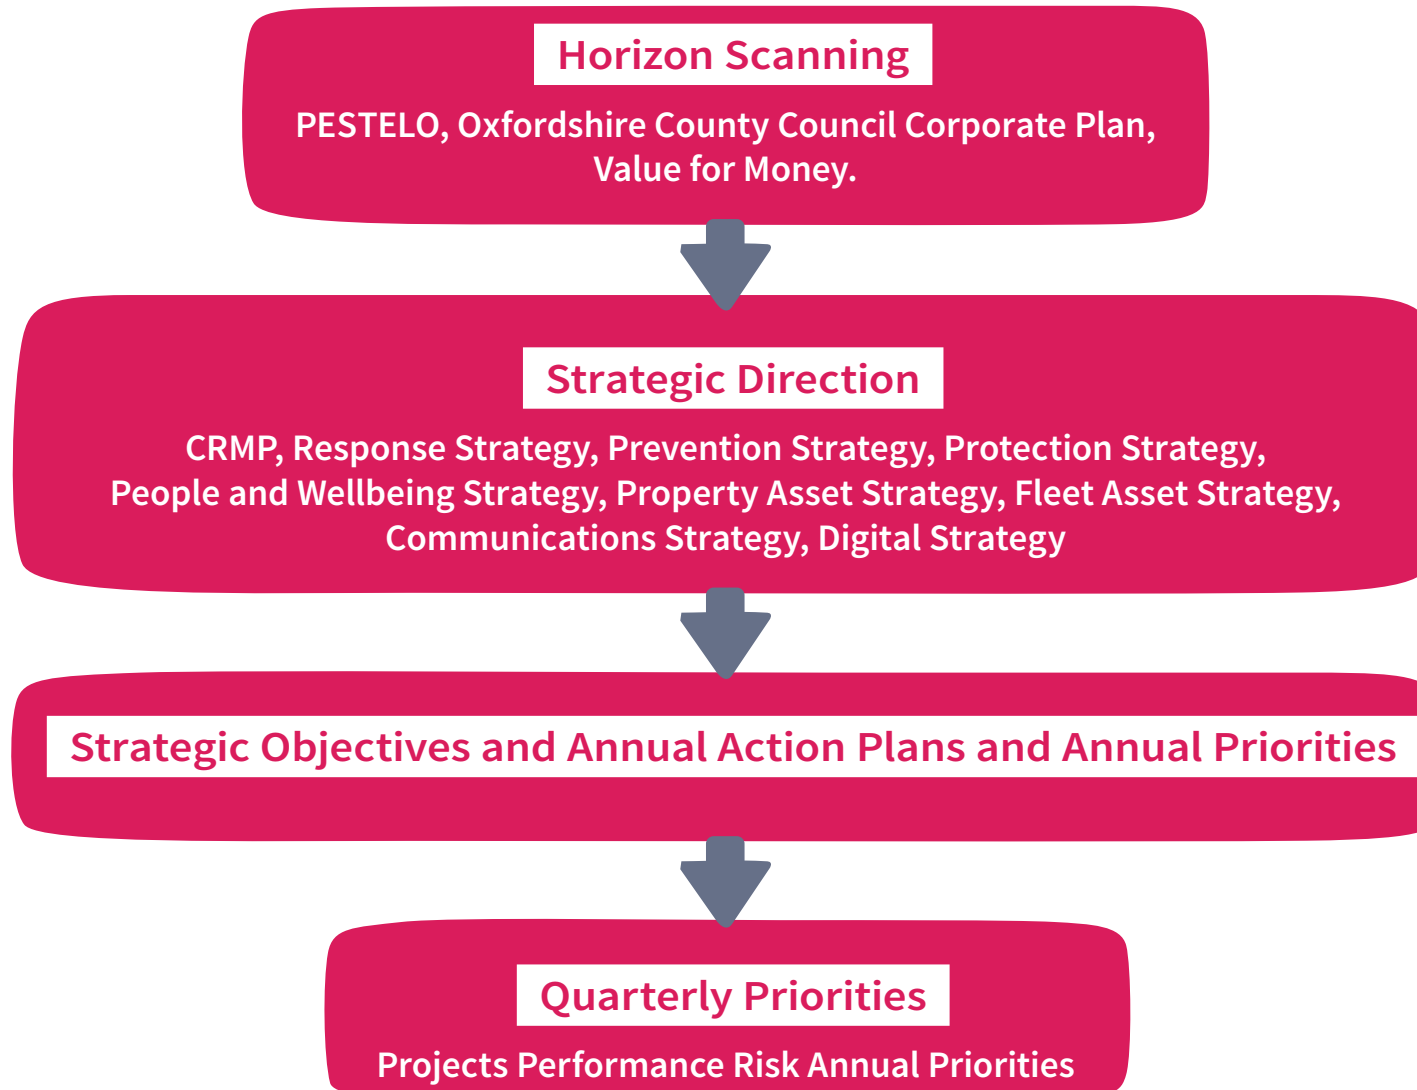 Horizon Scanning
PESTELO, Oxfordshire County Council Corporate Plan,
Value for Money.
Strategic Direction
CRMP, Response Strategy, Prevention Strategy, Protection Strategy,
People and Wellbeing Strategy, Property Asset Strategy, Fleet Asset Strategy,
Communications Strategy, Digital Strategy
Strategic Objectives and Annual Action Plans and Annual Priorities
Quarterly Priorities
Projects Performance Risk Annual Priorities